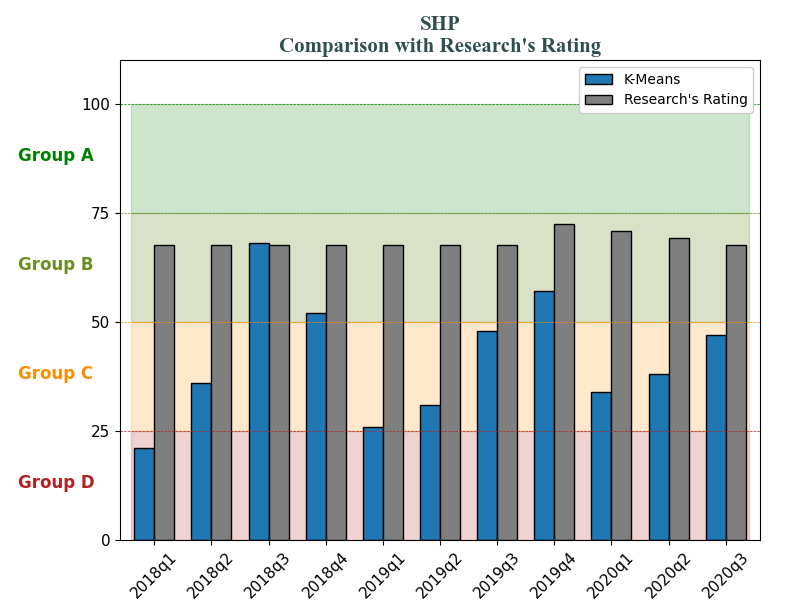 SHP
Comparison with Research's Rating
K-Means
Research's Rating
100
Group A
75
Group B
50
Group C
25
Group D
0
2018q1
2018q2
2018q3
2018q4
2019q1
2019q2
2019q3
2019q4
2020q1
2020q2
2020q3